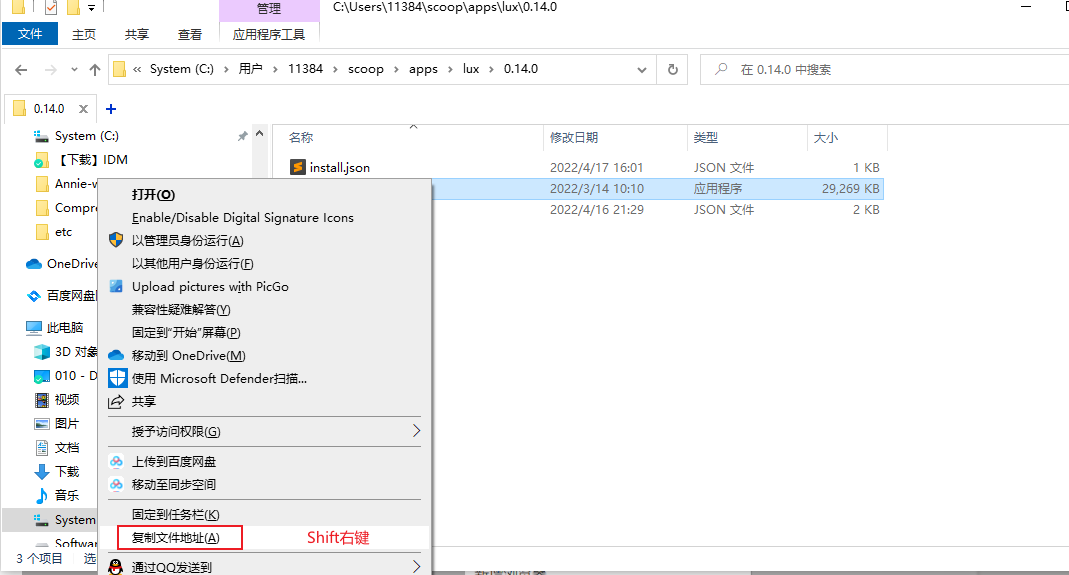 管理
C:\Users\11384\scoop\apps\lux\0.14.0
文件
主页
共享
查看
应用程序工具
« System (C:) › 用户 › 11384 › scoop › apps › lux › 0.14.0
在 0.14.0 中搜索
0.14.0
System (C:)
【下载】IDM
Annie-w
Compre
etc
OneDrive
百度网盘
此电脑
3D 对象
010 - D
视频
图片
文档
下载
音乐
System
Softwar
3 个项目
选
名称
修改日期
类型
大小
install.json
2022/4/17 16:01
JSON 文件
1 KB
2022/3/14 10:10
应用程序
29,269 KB
2022/4/16 21:29
JSON 文件
2 KB
打开(O)
Enable/Disable Digital Signature Icons
以管理员身份运行(A)
以其他用户身份运行(F)
Upload pictures with PicGo
兼容性疑难解答(Y)
固定到"开始"屏幕(P)
移动到 OneDrive(M)
使用 Microsoft Defender扫描...
共享
授予访问权限(G)
上传到百度网盘
移动至同步空间
固定到任务栏(K)
复制文件地址(A)
Shift右键
通过QQ发送到